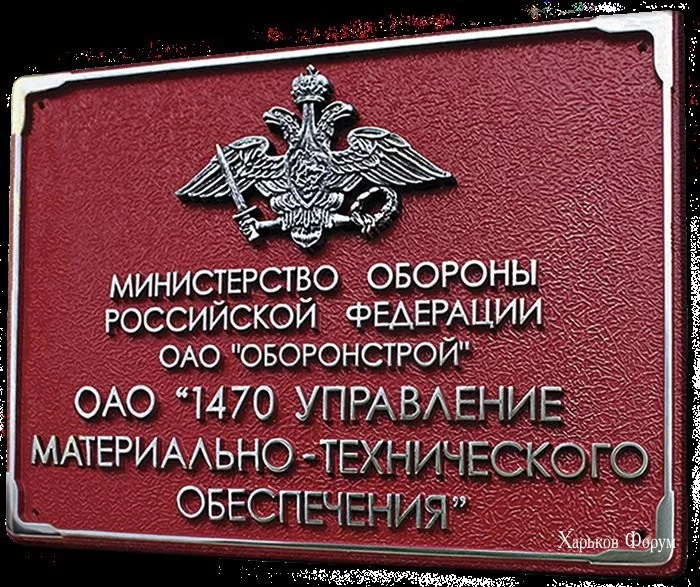 МИНИСТЕРСТВО ОБОРОНЫ
РОССИЙСКОЙ ФЕДЕРАЦИИ
ОАО "ОБОРОНСТРОЙ"
ОАО “1470 УПРАВЛЕНИЕ
МАТЕРИАЛЬНО-ТЕХНИЧЕСКОГО
ОБЕСПЕЧЕНИЯ”
Харьков Форум